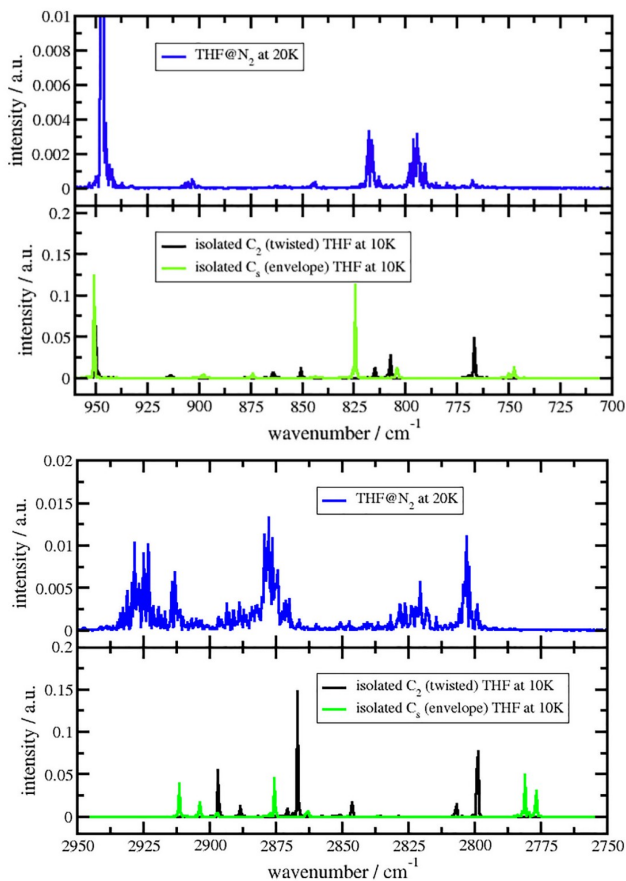 0.01
0.008
0.006
0.004
0.002
0
intensity / a.u.
THF@N2 at 20K
0.2
0.15
0.1
0.05
0
intensity / a.u.
isolated C2 (twisted) THF at 10K
isolated Cs (envelope) THF at 10K
950 925 900 875 850 825 800 775 750 725 700
wavenumber / cm-1
0.02
0.015
0.01
0.005
0
intensity / a.u.
THF@N2 at 20K
0.2
0.15
0.1
0.05
0
intensity / a.u.
isolated C2 (twisted) THF at 10K
isolated Cs (envelope) THF at 10K
2950 2925 2900 2875 2850 2825 2800 2775 2750
wavenumber / cm-1